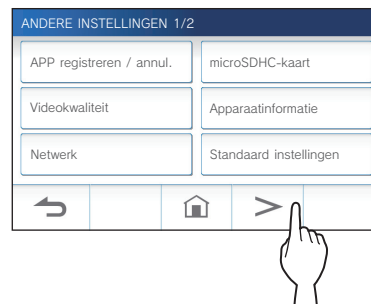 ANDERE INSTELLINGEN 1/2
APP registreren / annul.
microSDHC-kaart
Videokwaliteit
Apparaatinformatie
Netwerk
Standaard instellingen